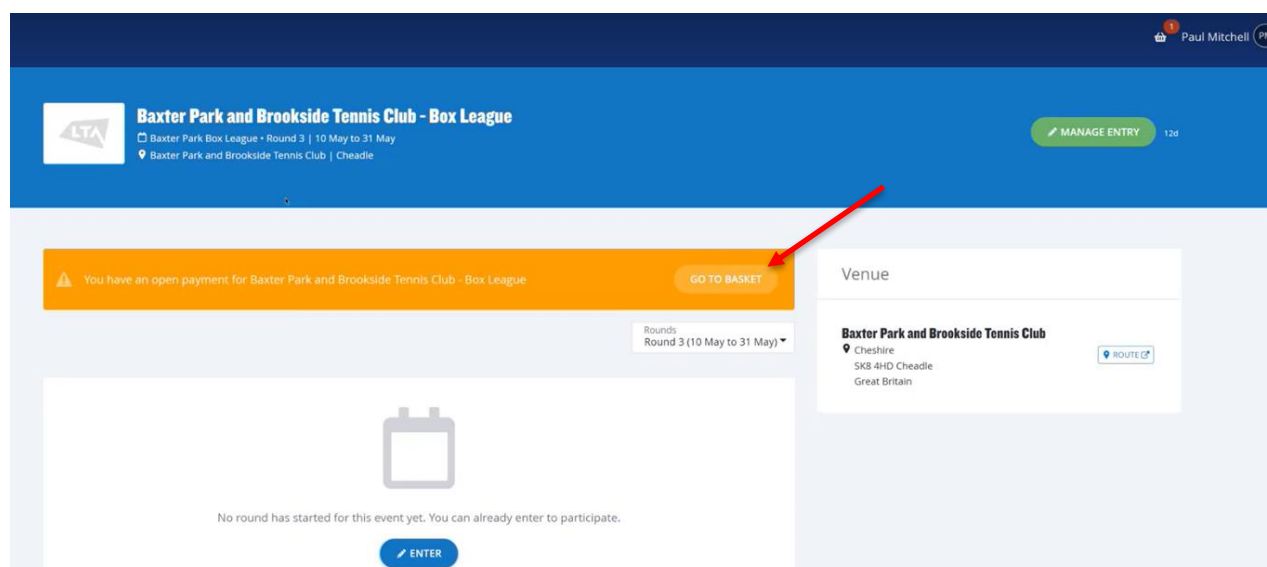 1
Paul Mitchell
LTA
Baxter Park and Brookside Tennis Club - Box League
Baxter Park Box League • Round 3 | 10 May to 31 May
Baxter Park and Brookside Tennis Club | Cheadle
MANAGE ENTRY
12d
You have an open payment for Baxter Park and Brookside Tennis Club - Box League
GO TO BASKET
Venue
Rounds
Round 3 (10 May to 31 May)
Baxter Park and Brookside Tennis Club
Cheshire
SK8 4HD Cheadle
Great Britain
ROUTE
No round has started for this event yet. You can already enter to participate.
ENTER